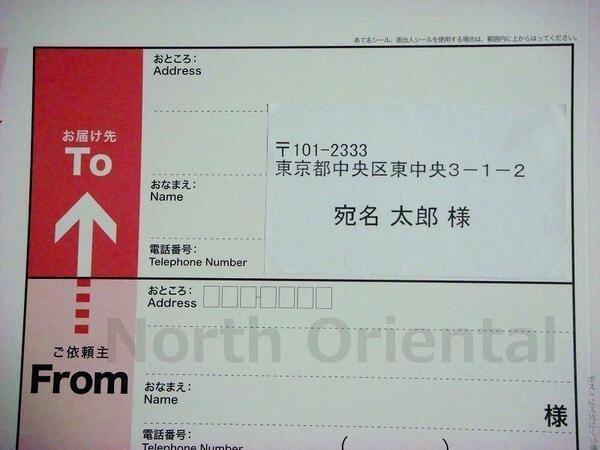 あて名シール、差出人シールを使用する場合は、範囲内に上からはってください。
おところ:
Address
お届け先
To
〒101-2333
東京都中央区東中央3-1-2
おなまえ:
Name
宛名 太郎 様
電話番号:
Telephone Number
おところ:
Address
North Oriental
ご依頼主
From
おなまえ:
Name
様
電話番号:
Telephone Number
(